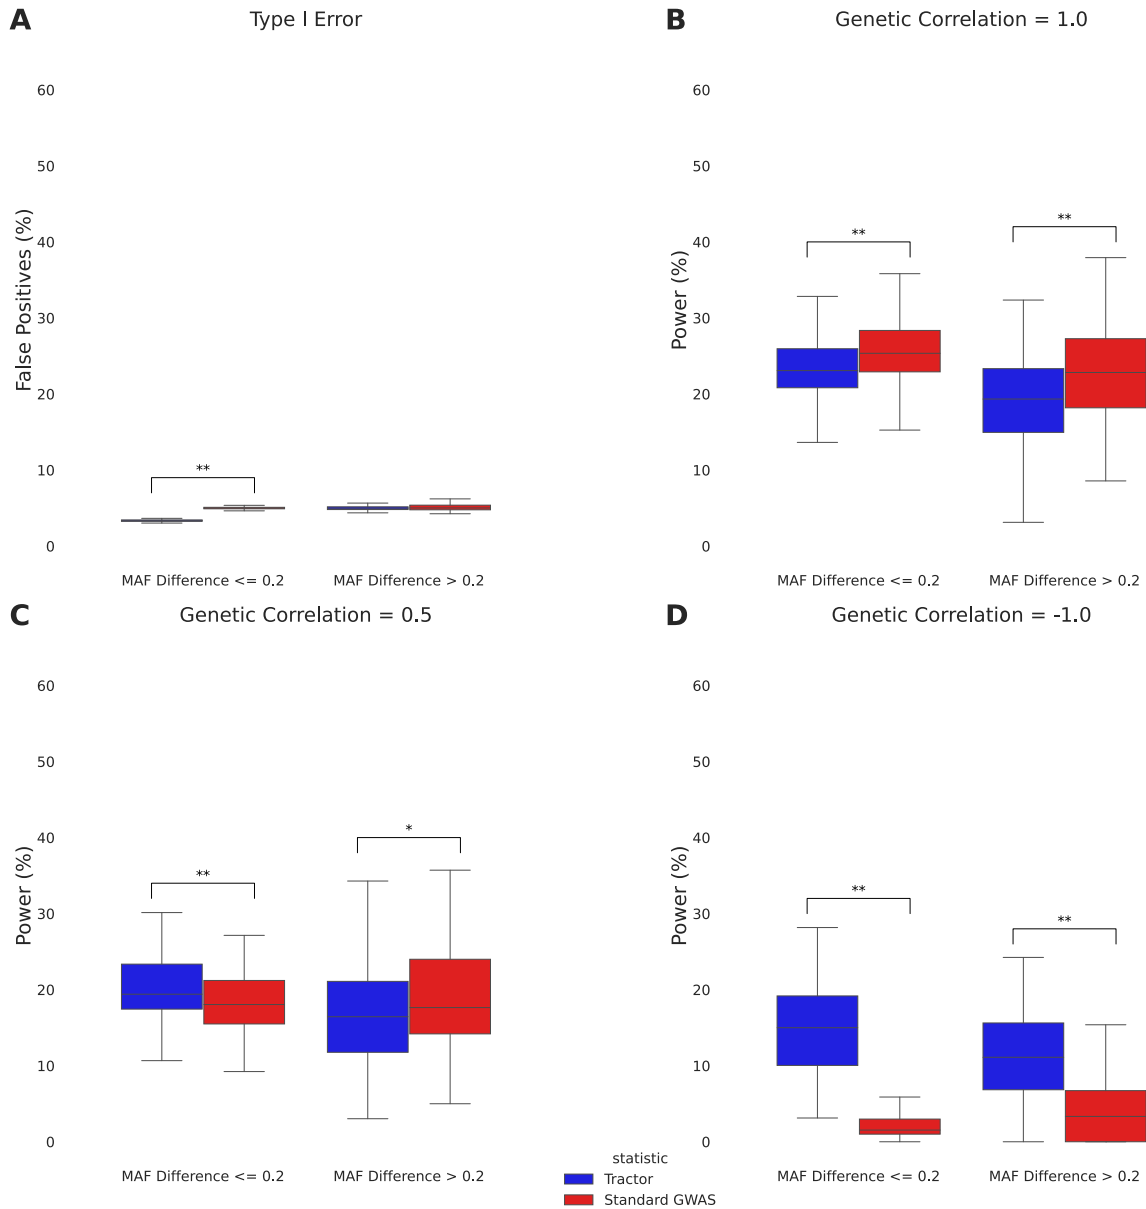 A
Type I Error
False Positives (%)
60
50
40
30
20
10
0
**
MAF Difference <= 0.2
MAF Difference > 0.2
B
Genetic Correlation = 1.0
Power (%)
60
50
40
30
20
10
0
**
**
MAF Difference <= 0.2
MAF Difference > 0.2
C
Genetic Correlation = 0.5
Power (%)
60
50
40
30
20
10
0
**
*
MAF Difference <= 0.2
MAF Difference > 0.2
D
Genetic Correlation = -1.0
Power (%)
60
50
40
30
20
10
0
**
**
MAF Difference <= 0.2
MAF Difference > 0.2
statistic
Tractor
Standard GWAS